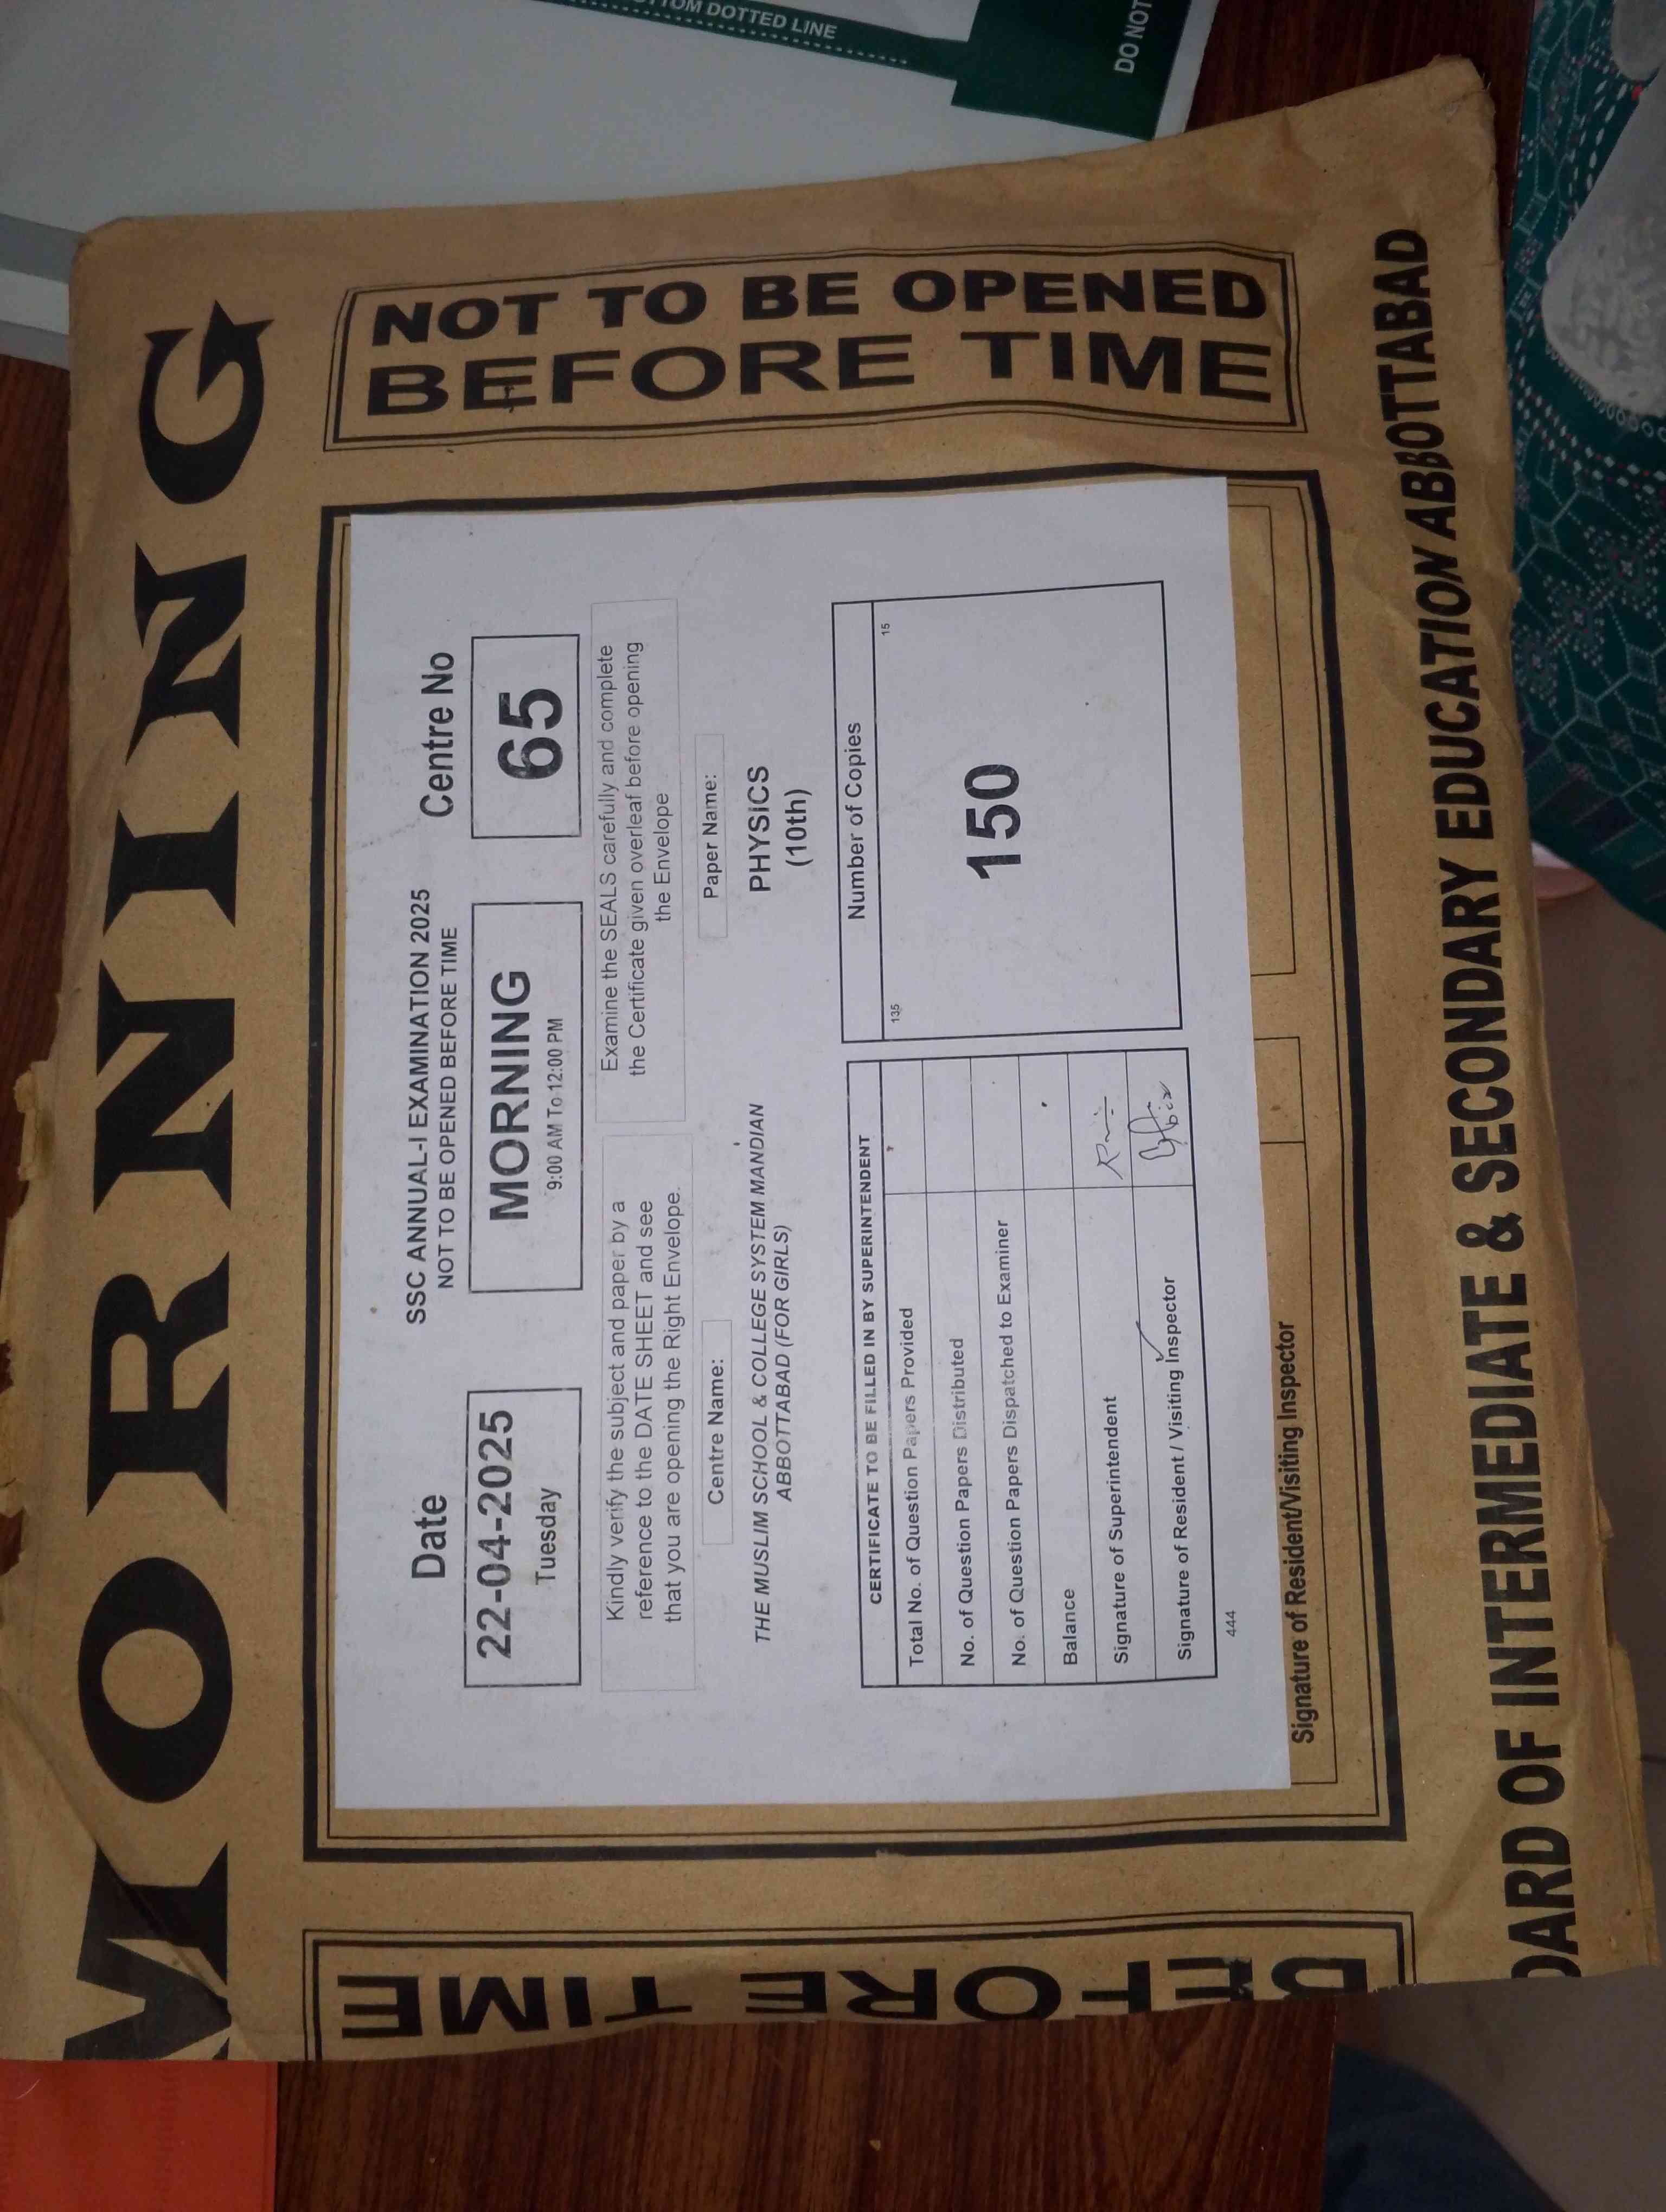 TOM DOTTED LINE
DO NOT
MORNING
NOT TO BE OPENED
BEFORE TIME
Date
SSC ANNUAL-I EXAMINATION 2025
NOT TO BE OPENED BEFORE TIME
Centre No
22-04-2025
Tuesday
MORNING
9:00 AM To 12:00 PM
65
Kindly verify the subject and paper by a
reference to the DATE SHEET and see
that you are opening the Right Envelope.
Examine the SEALS carefully and complete
the Certificate given overleaf before opening
the Envelope
Centre Name:
Paper Name:
THE MUSLIM SCHOOL & COLLEGE SYSTEM MANDIAN
ABBOTTABAD (FOR GIRLS)
PHYSICS
(10th)
CERTIFICATE TO BE FILLED IN BY SUPERINTENDENT
Total No. of Question Papers Provided
No. of Question Papers Distributed
No. of Question Papers Dispatched to Examiner
Balance
Signature of Superintendent
Signature of Resident / Visiting Inspector
Number of Copies
135 15
150
444
Signature of Resident/Visiting Inspector
BEFORE TIME
OARD OF INTERMEDIATE & SECONDARY EDUCATION ABBOTTABAD